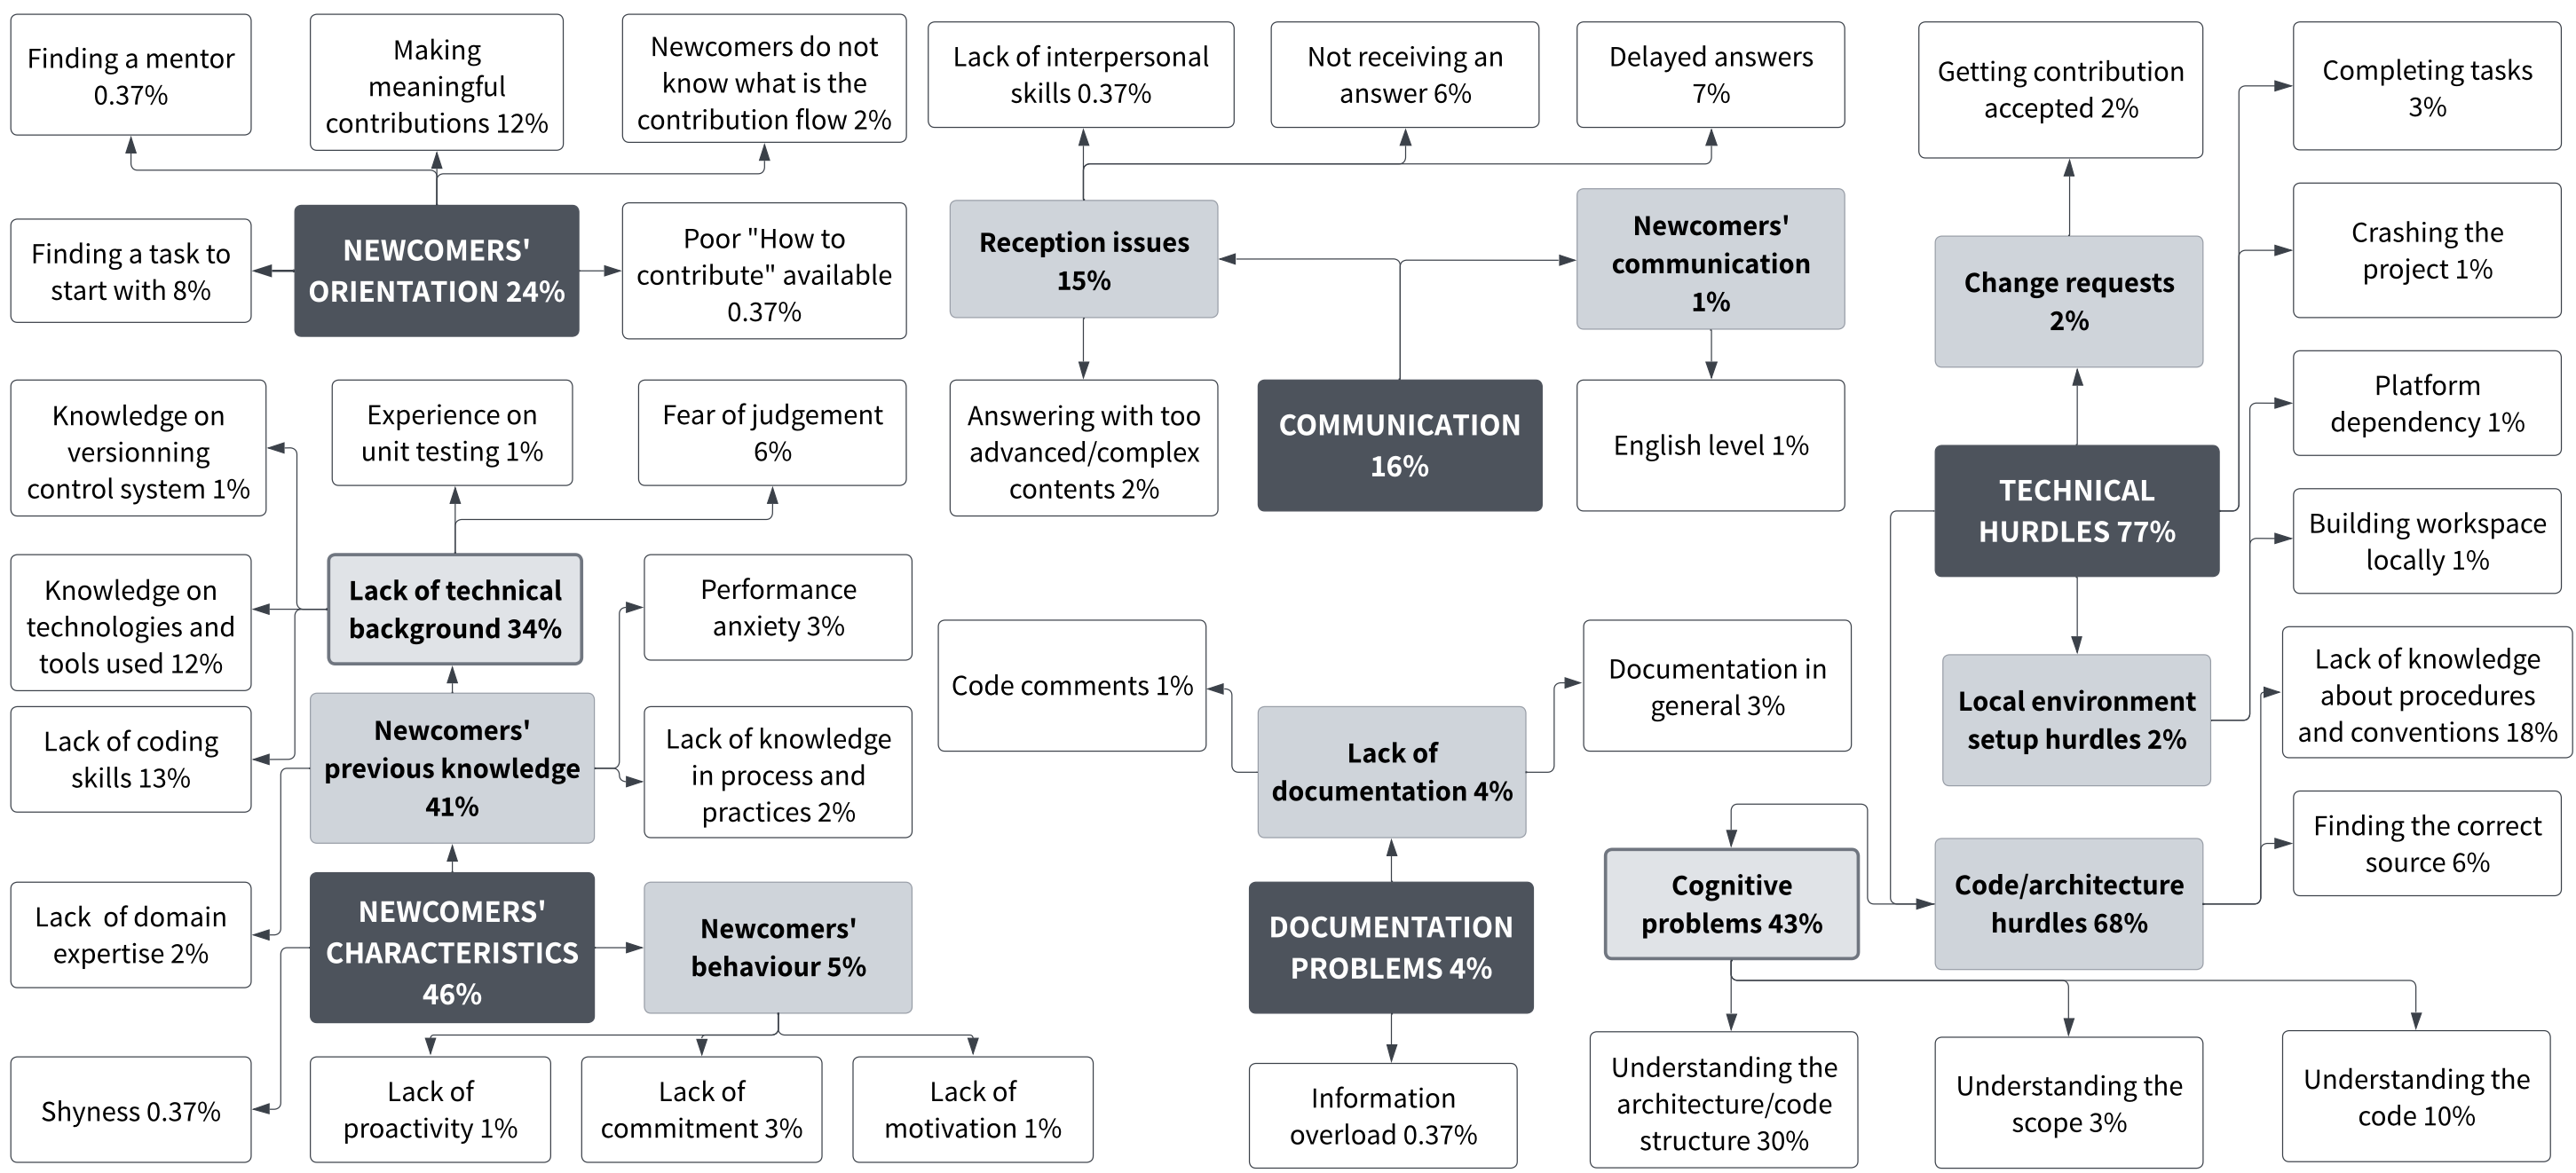 Finding a mentor
0.37%
Making
meaningful
contributions 12%
Newcomers do not
know what is the
contribution flow 2%
Finding a task to
start with 8%
NEWCOMERS'
ORIENTATION 24%
Poor "How to
contribute" available
0.37%
Lack of interpersonal
skills 0.37%
Not receiving an
answer 6%
Delayed answers
7%
Reception issues
15%
Newcomers'
communication
1%
Answering with too
advanced/complex
contents 2%
COMMUNICATION
16%
English level 1%
Getting contribution
accepted 2%
Completing tasks
3%
Change requests
2%
Crashing the
project 1%
Platform
dependency 1%
TECHNICAL
HURDLES 77%
Building workspace
locally 1%
Local environment
setup hurdles 2%
Lack of knowledge
about procedures
and conventions 18%
Finding the correct
source 6%
Code/architecture
hurdles 68%
Cognitive
problems 43%
Understanding the
architecture/code
structure 30%
Understanding the
scope 3%
Understanding the
code 10%
Knowledge on
versionning
control system 1%
Experience on
unit testing 1%
Fear of judgement
6%
Knowledge on
technologies and
tools used 12%
Lack of technical
background 34%
Performance
anxiety 3%
Lack of coding
skills 13%
Newcomers'
previous knowledge
41%
Lack of knowledge
in process and
practices 2%
Lack  of domain
expertise 2%
NEWCOMERS'
CHARACTERISTICS
46%
Newcomers'
behaviour 5%
Shyness 0.37%
Lack of
proactivity 1%
Lack of
commitment 3%
Lack of
motivation 1%
Code comments 1%
Documentation in
general 3%
Lack of
documentation 4%
DOCUMENTATION
PROBLEMS 4%
Information
overload 0.37%